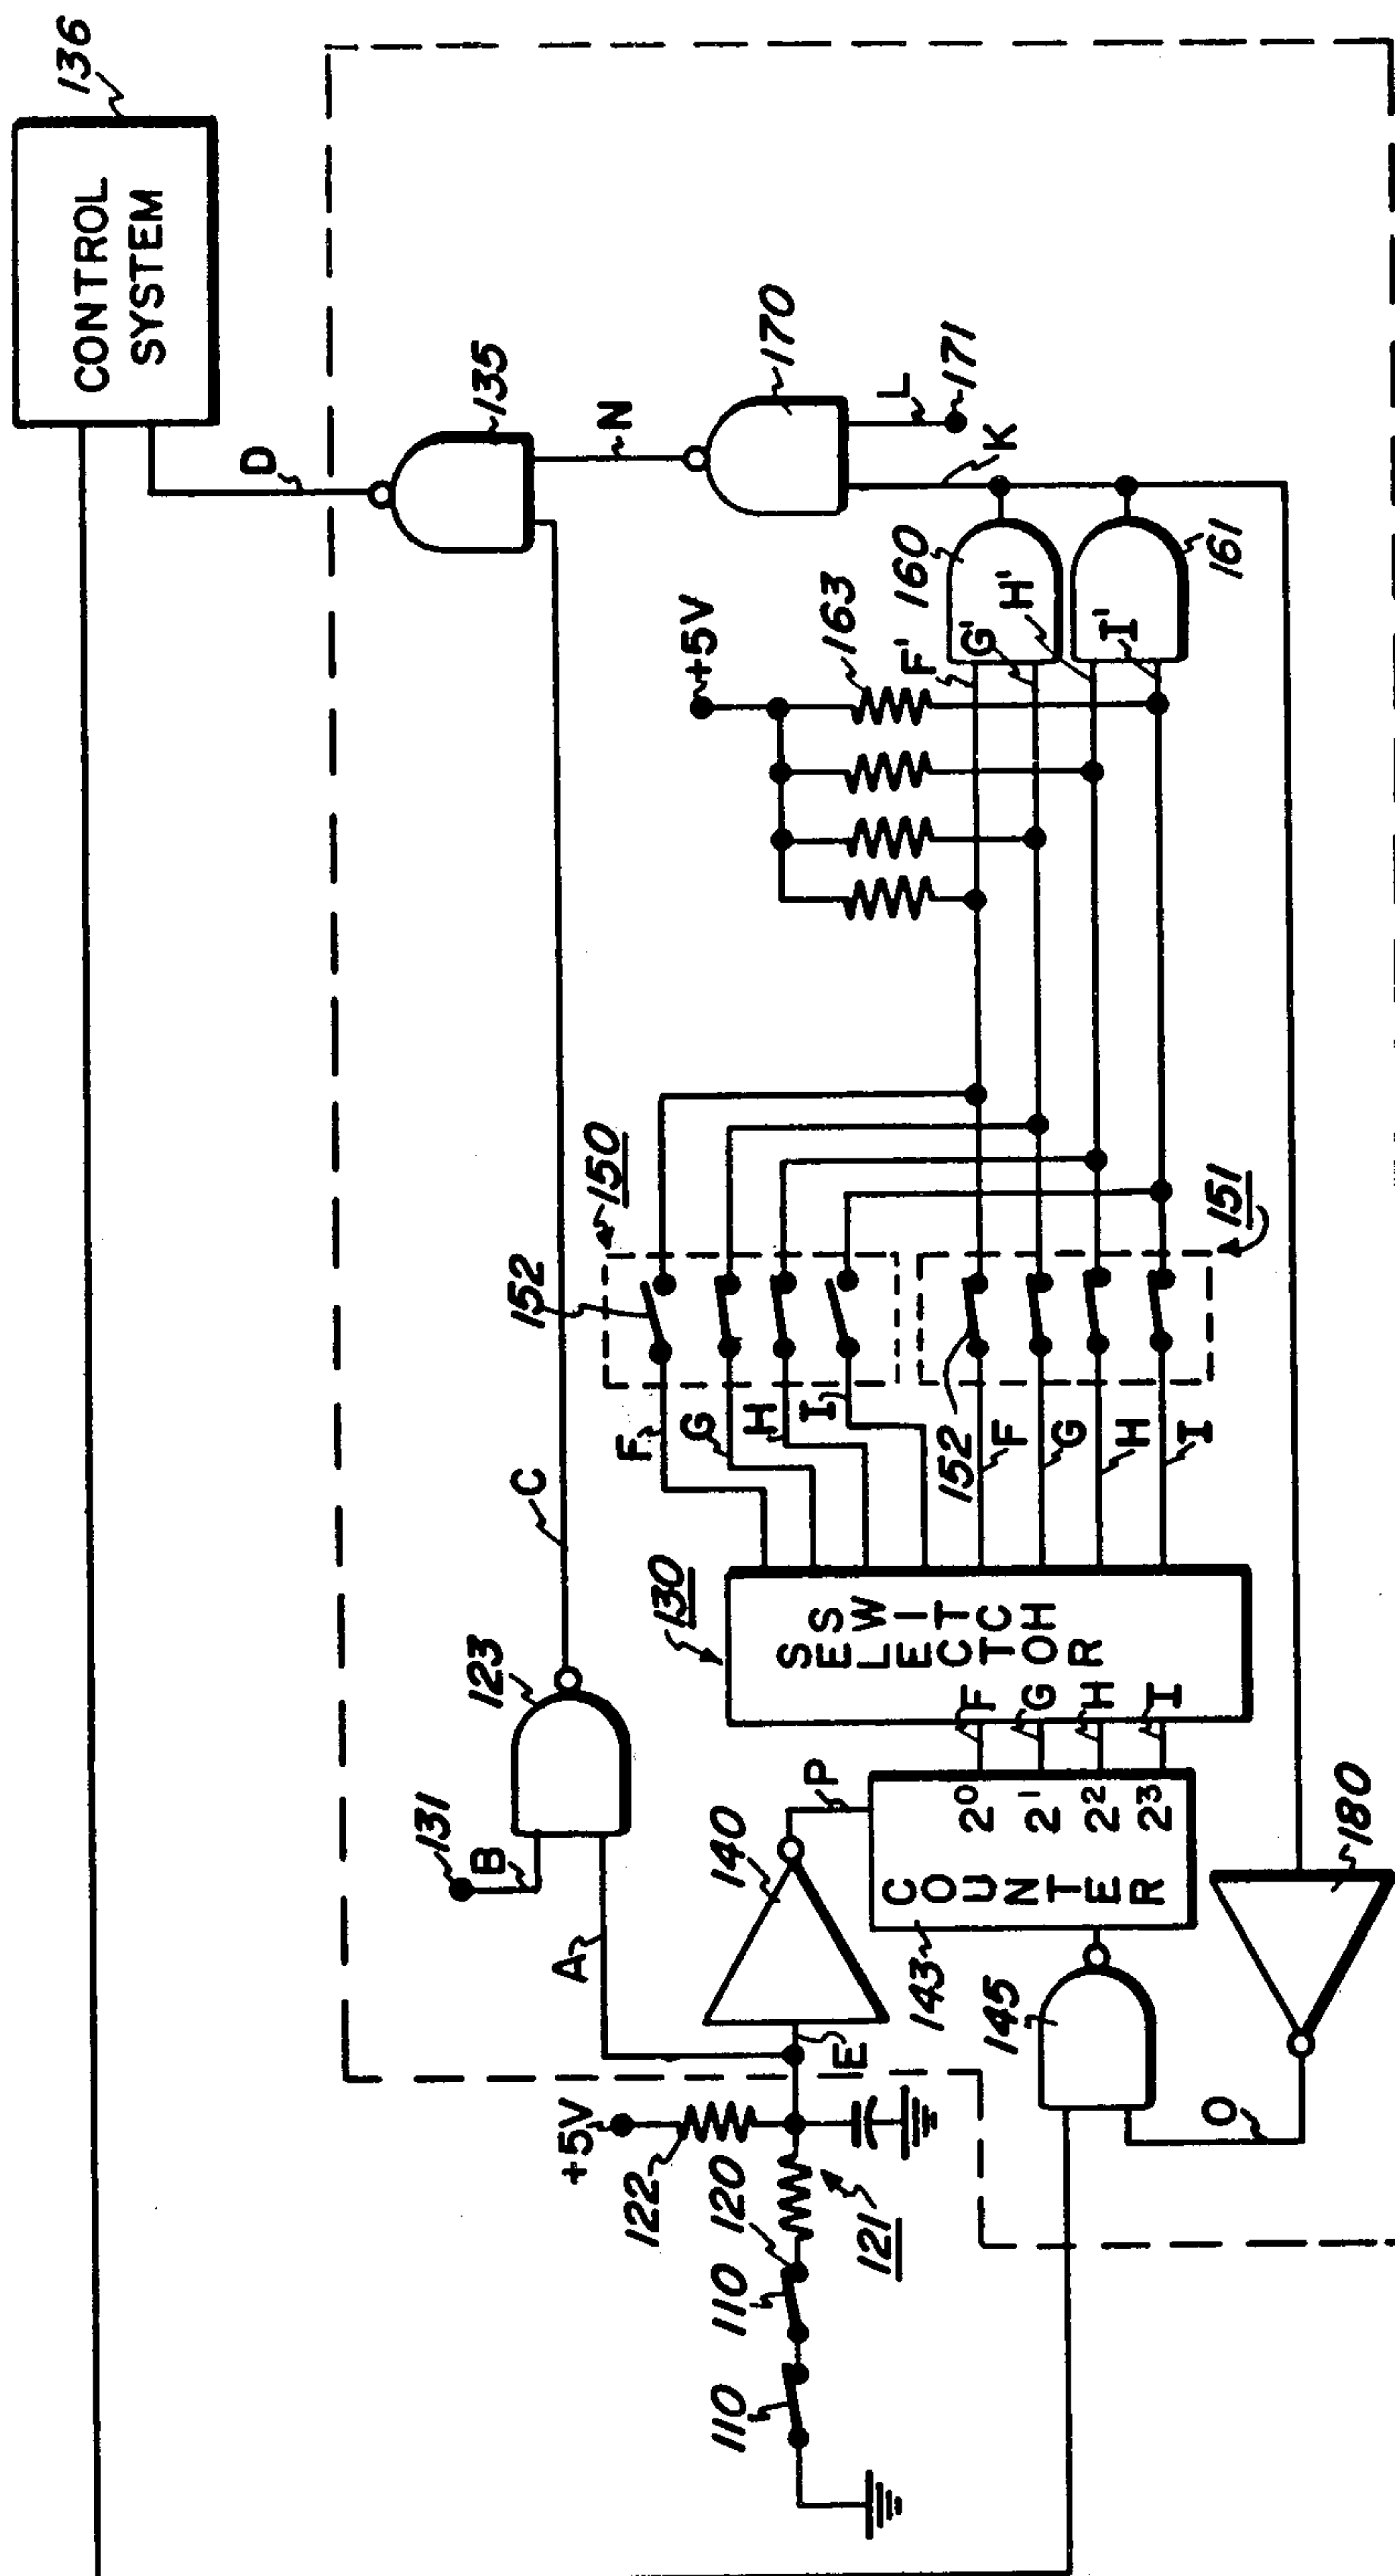 136
CONTROL
SYSTEM
D
135
N
170
L
171
K
+5V
163
F'
160
G'
H'
I'
161
C
152
150
151
F
G
H
I
152
F
G
H
I
123
130
SWITCH
SELECTOR
F
G
H
I
131
B
A
140
P
COUNTER
2⁰
2¹
2²
2³
143
145
180
O
E
+5V
122
120
121
110
110